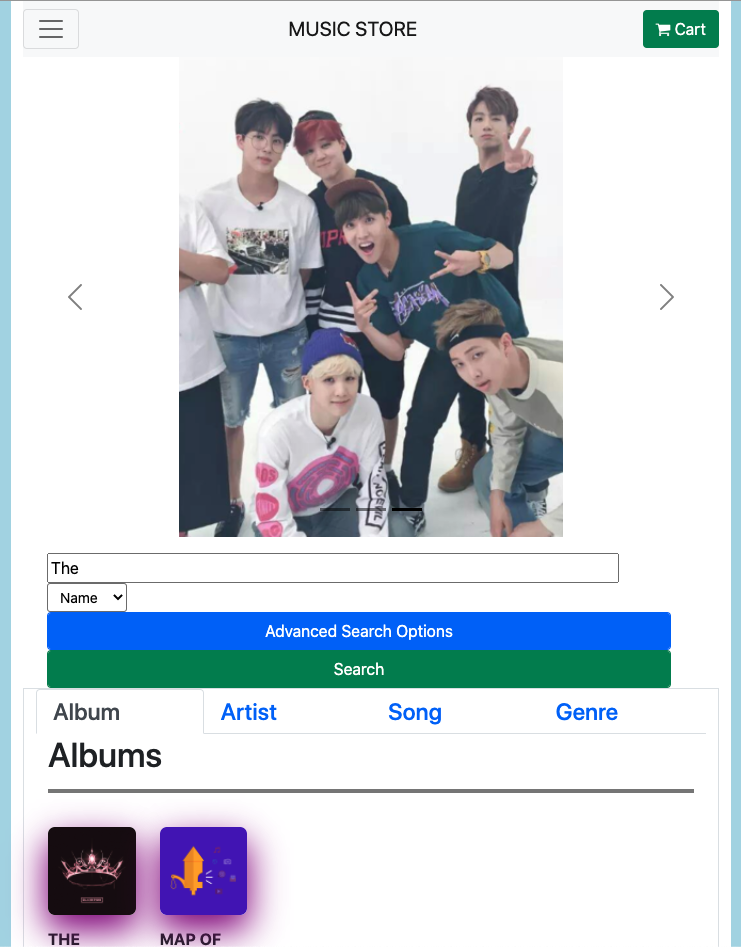 MUSIC STORE
Cart
The
Name
Advanced Search Options
Search
Album Artist Song Genre
Albums
THE MAP OF